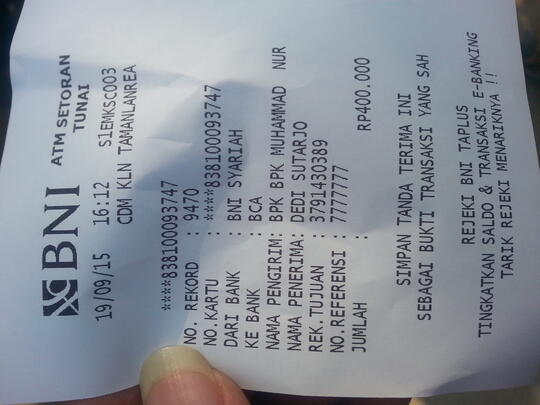 BNI ATM SETORAN TUNAI
19/09/15 16:12 S1EMKSC003
CDM KLN TAMANLANREA
****838100093747
NO. REKORD : 9470
NO.KARTU : ****838100093747
DARI BANK : BNI SYARIAH
KE BANK : BCA
NAMA PENGIRIM: BPK BPK MUHAMMAD NUR
NAMA PENERIMA: DEDI SUTARJO
REK.TUJUAN : 3791430389
NO.REFERENSI : 77777777
JUMLAH : RP400.000
SIMPAN TANDA TERIMA INI
SEBAGAI BUKTI TRANSAKSI YANG SAH
REJEKI BNI TAPLUS
TINGKATKAN SALDO & TRANSAKSI E-BANKING
TARIK REJEKI MENARIKNYA !!